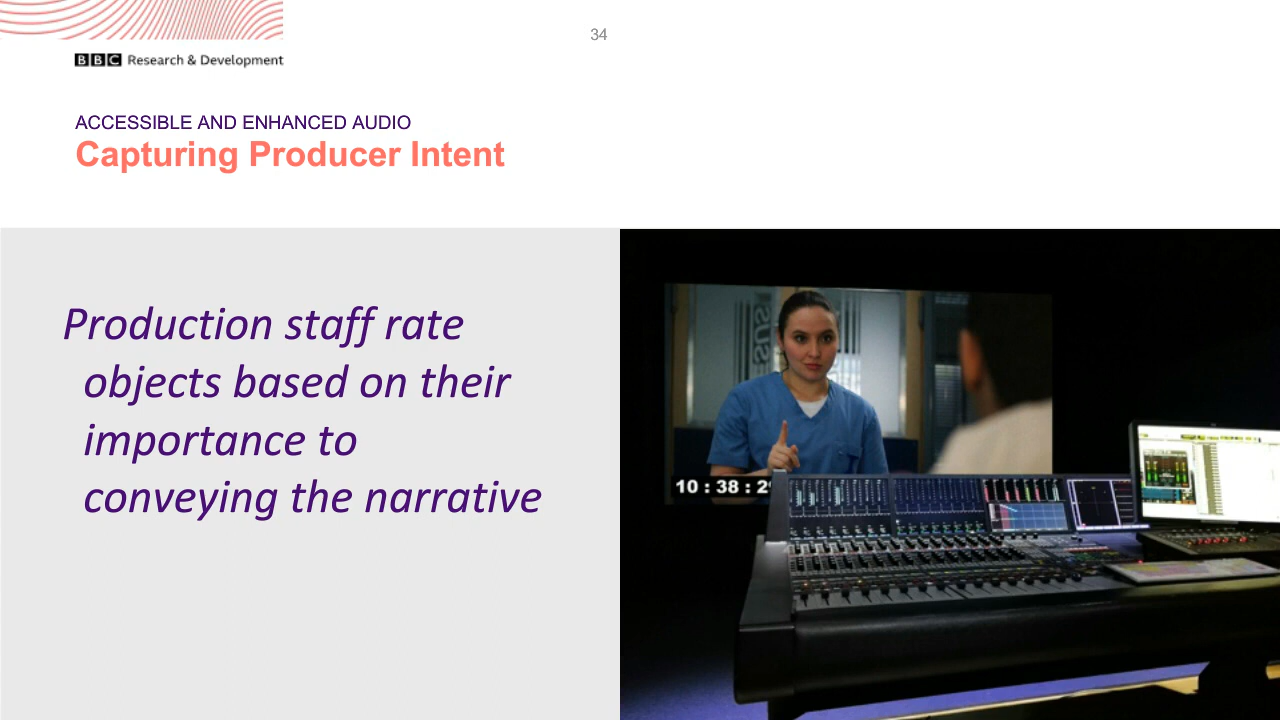 34
BBC Research & Development
ACCESSIBLE AND ENHANCED AUDIO
Capturing Producer Intent
Production staff rate
objects based on their
importance to
conveying the narrative
10 : 38 : 2